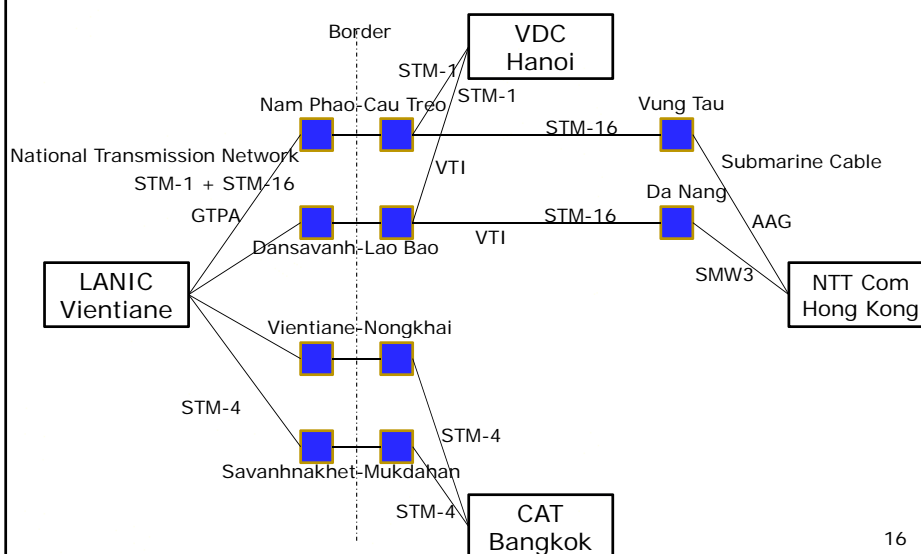 Border
VDC
Hanoi
STM-1
STM-1
Nam Phao-Cau Treo
Vung Tau
STM-16
National Transmission Network
STM-1 + STM-16
Submarine Cable
VTI
Da Nang
GTPA
STM-16
AAG
Dansavanh-Lao Bao
VTI
SMW3
LANIC
Vientiane
NTT Com
Hong Kong
Vientiane-Nongkhai
STM-4
STM-4
Savanhnakhet-Mukdahan
STM-4
CAT
Bangkok
16